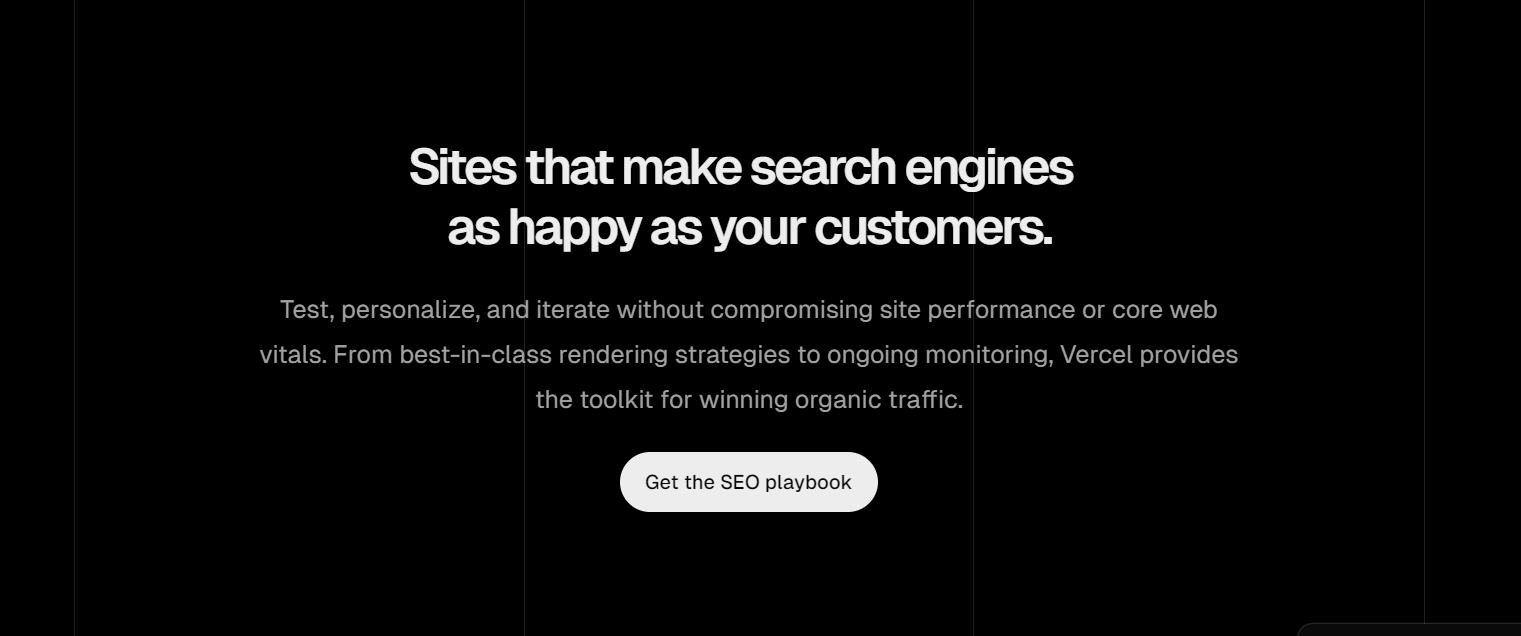 Sites that make search engines
as happy as your customers.
Test, personalize, and iterate without compromising site performance or core web
vitals. From best-in-class rendering strategies to ongoing monitoring, Vercel provides
the toolkit for winning organic traffic.
Get the SEO playbook